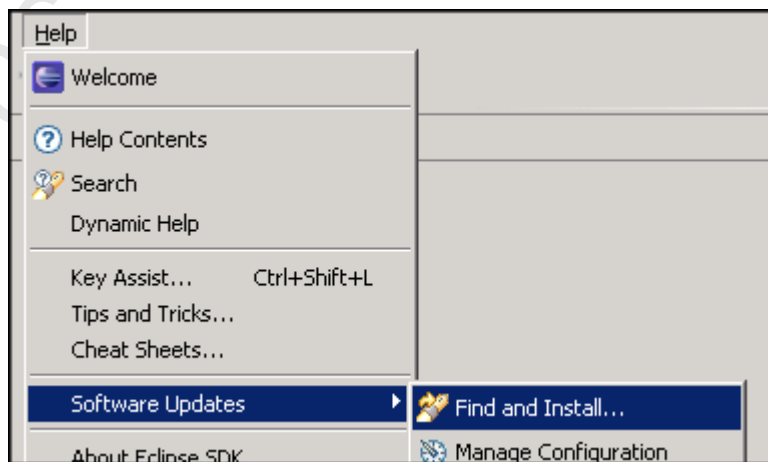 Help
Welcome
Help Contents
Search
Dynamic Help
Key Assist... Ctrl+Shift+L
Tips and Tricks...
Cheat Sheets...
Software Updates
Find and Install...
Manage Configuration
About Eclipse SDK